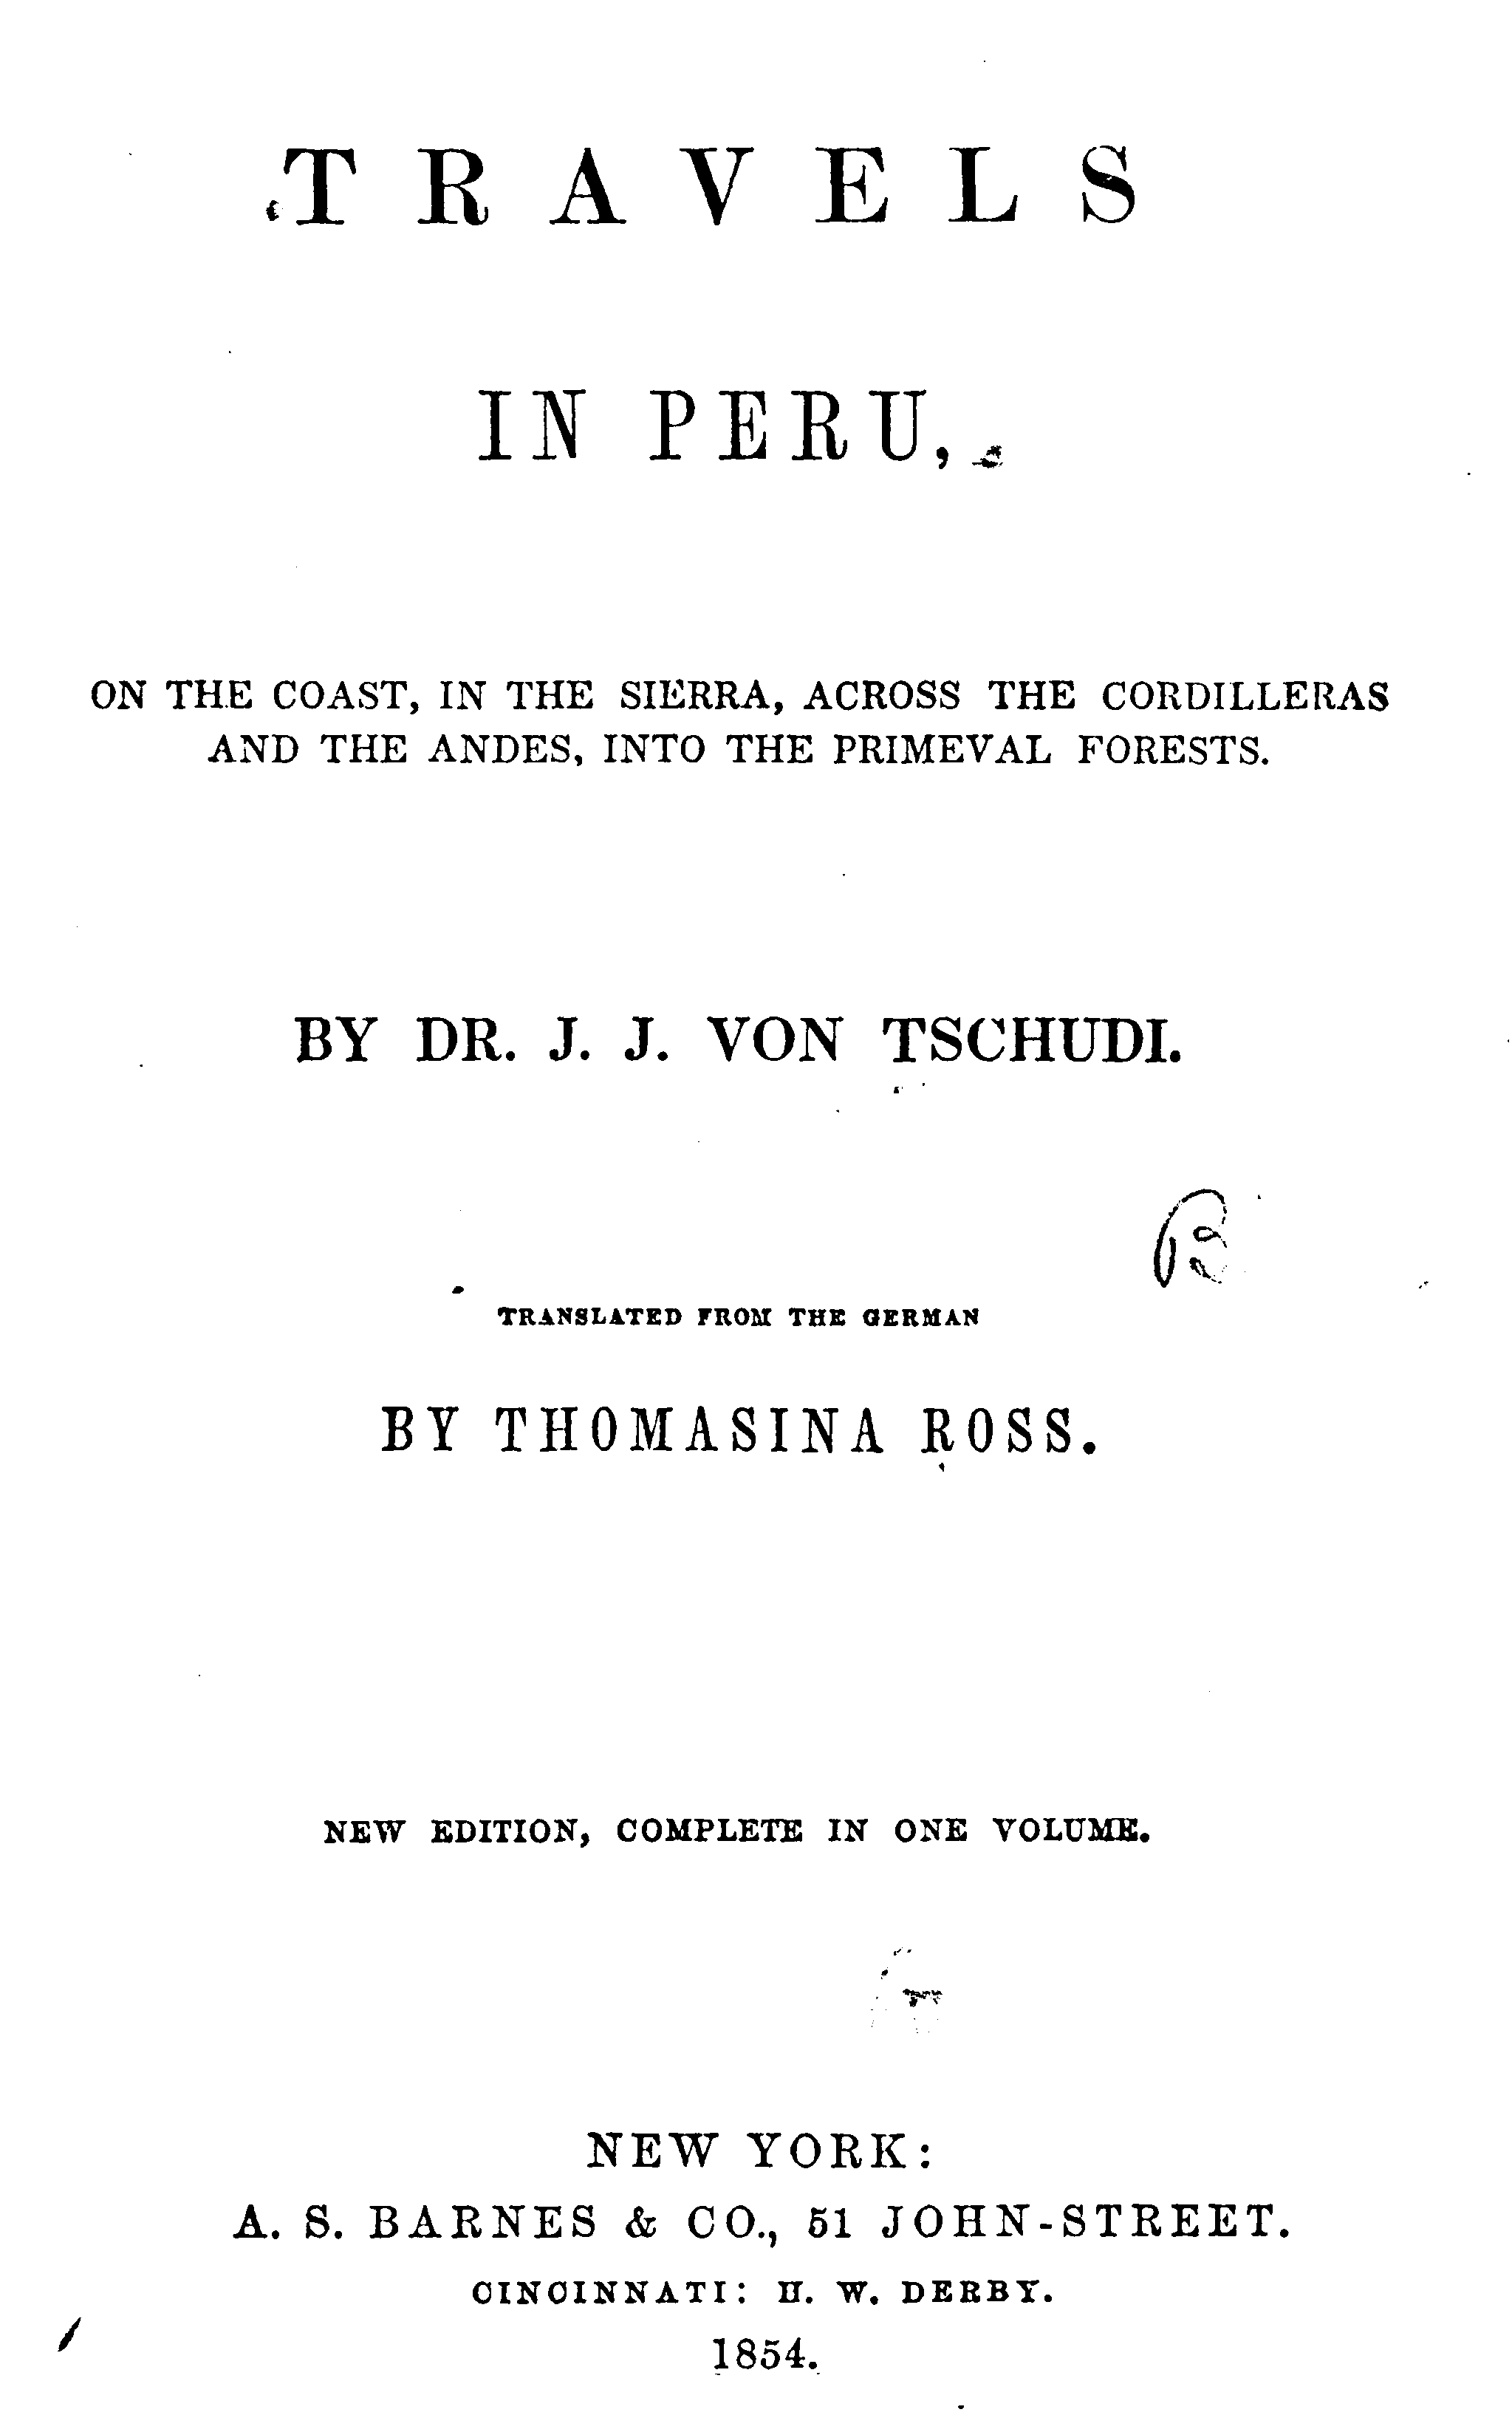 TRAVELS
IN PERU,
ON THE COAST, IN THE SIERRA, ACROSS THE CORDILLERAS
AND THE ANDES, INTO THE PRIMEVAL FORESTS.
BY DR. J. J. VON TSCHUDI.
TRANSLATED FROM THE GERMAN
BY THOMASINA ROSS.
NEW EDITION, COMPLETE IN ONE VOLUME.
NEW YORK:
A. S. BARNES & CO., 51 JOHN-STREET.
CINCINNATI: H. W. DERBY.
1854.